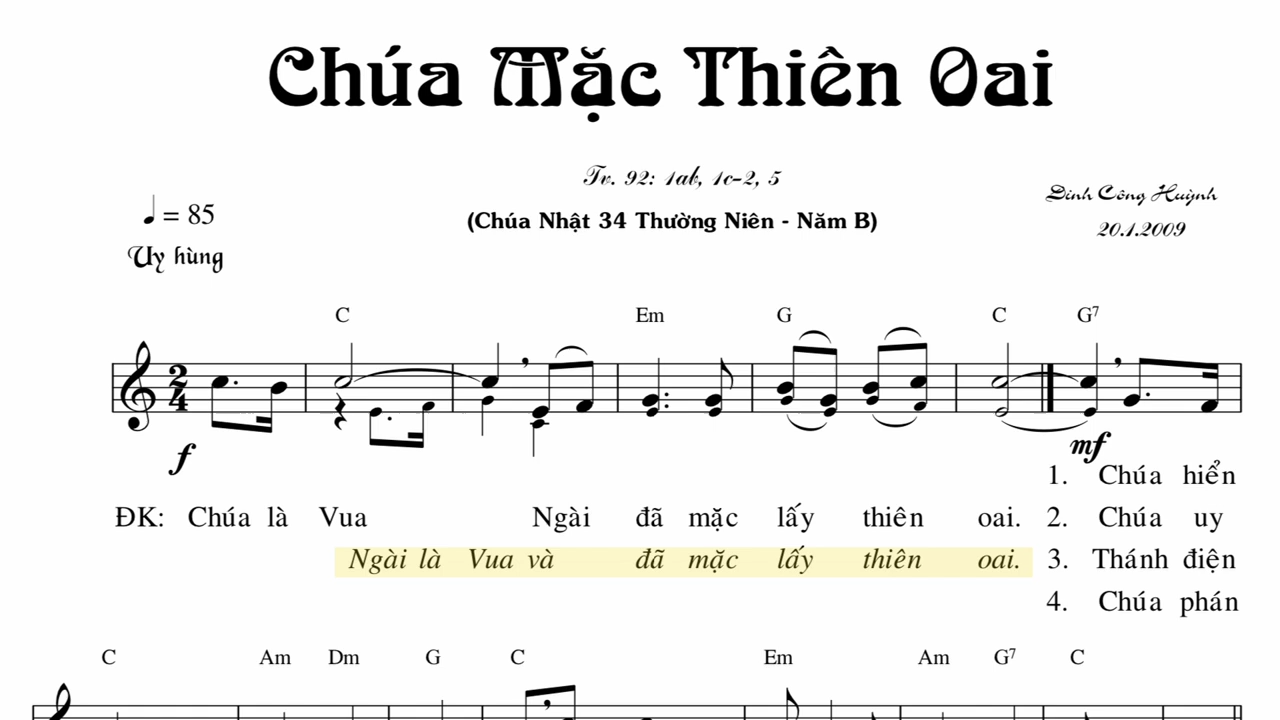 Chúa Mặc Thiên Oai
Tv. 92: 1ab, 1c-2, 5
(Chúa Nhật 34 Thường Niên - Năm B)
Đinh Công Huỳnh
20.1.2009
= 85
Uy hùng
C Em G C G7
f
mf
1. Chúa hiển
ĐK: Chúa là Vua Ngài đã mặc lấy thiên oai. 2. Chúa uy
Ngài là Vua và đã mặc lấy thiên oai. 3. Thánh điện
4. Chúa phán
C Am Dm G C Em Am G7 C